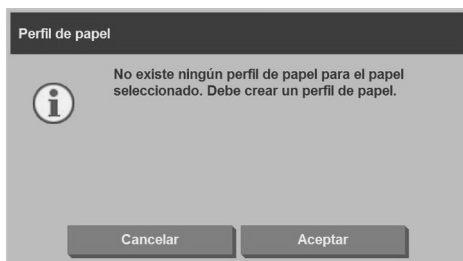 Perfil de papel
No existe ningún perfil de papel para el papel
seleccionado. Debe crear un perfil de papel.
Cancelar
Aceptar